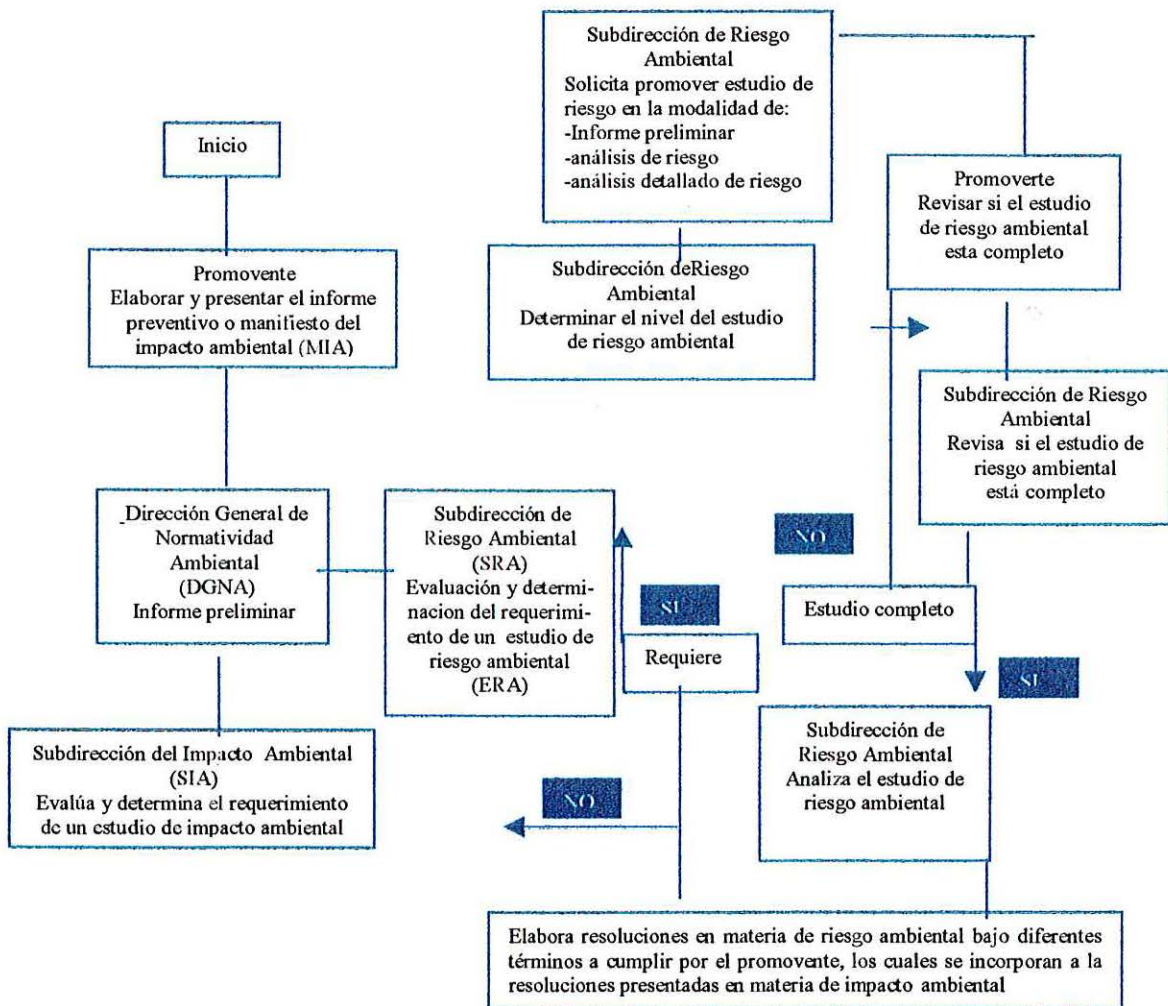 Inicio
Promovente
Elaborar y presentar el informe
preventivo o manifiesto del
impacto ambiental (MIA)
Dirección General de
Normatividad
Ambiental
(DGNA)
Informe preliminar
Subdirección del Impacto Ambiental
(SIA)
Evalúa y determina el requerimiento
de un estudio de impacto ambiental
Subdirección de
Riesgo Ambiental
(SRA)
Evaluación y determi-
nacion del requerimi-
ento de un estudio de
riesgo ambiental
(ERA)
Subdirección de Riesgo
Ambiental
Solicita promover estudio de
riesgo en la modalidad de:
-Informe preliminar
-análisis de riesgo
-análisis detallado de riesgo
Subdirección deRiesgo
Ambiental
Determinar el nivel del estudio
de riesgo ambiental
SI
Requiere
NO
Promoverte
Revisar si el estudio
de riesgo ambiental
esta completo
Subdirección de Riesgo
Ambiental
Revisa si el estudio de
riesgo ambiental
está completo
NO
Estudio completo
SI
Subdirección de
Riesgo Ambiental
Analiza el estudio de
riesgo ambiental
Elabora resoluciones en materia de riesgo ambiental bajo diferentes
términos a cumplir por el promovente, los cuales se incorporan a la
resoluciones presentadas en materia de impacto ambiental